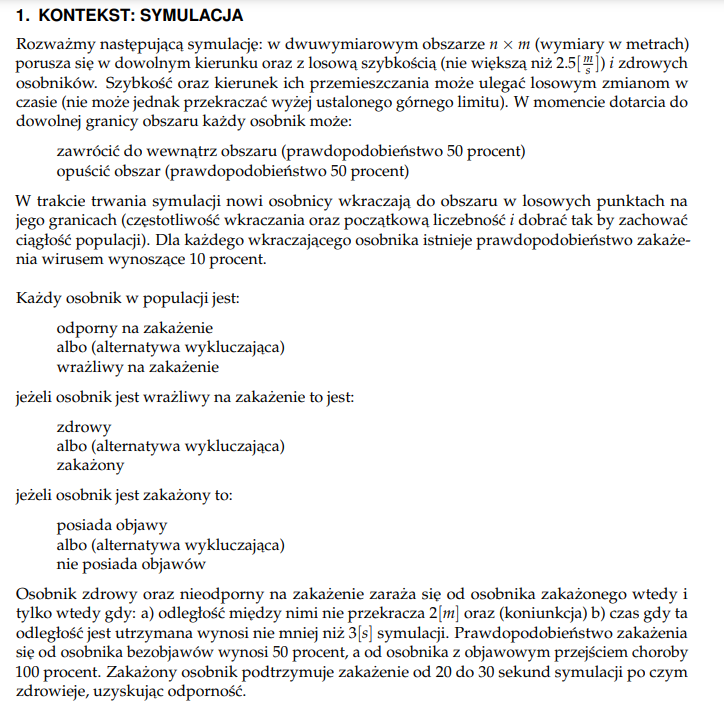 1. KONTEKST: SYMULACJA
Rozważmy następującą symulację: w dwuwymiarowym obszarze n × m (wymiary w metrach)
porusza się w dowolnym kierunku oraz z losową szybkością (nie większą niż 2.5[m/s]) i zdrowych
osobników. Szybkość oraz kierunek ich przemieszczania może ulegać losowym zmianom w
czasie (nie może jednak przekraczać wyżej ustalonego górnego limitu). W momencie dotarcia do
dowolnej granicy obszaru każdy osobnik może:
zawrócić do wewnątrz obszaru (prawdopodobieństwo 50 procent)
opuścić obszar (prawdopodobieństwo 50 procent)
W trakcie trwania symulacji nowi osobnicy wkraczają do obszaru w losowych punktach na
jego granicach (częstotliwość wkraczania oraz początkową liczebność i dobrać tak by zachować
ciągłość populacji). Dla każdego wkraczającego osobnika istnieje prawdopodobieństwo zakaże-
nia wirusem wynoszące 10 procent.
Każdy osobnik w populacji jest:
odporny na zakażenie
albo (alternatywa wykluczająca)
wrażliwy na zakażenie
jeżeli osobnik jest wrażliwy na zakażenie to jest:
zdrowy
albo (alternatywa wykluczająca)
zakażony
jeżeli osobnik jest zakażony to:
posiada objawy
albo (alternatywa wykluczająca)
nie posiada objawów
Osobnik zdrowy oraz nieodporny na zakażenie zaraża się od osobnika zakażonego wtedy i
tylko wtedy gdy: a) odległość między nimi nie przekracza 2[m] oraz (koniunkcja) b) czas gdy ta
odległość jest utrzymana wynosi nie mniej niż 3[s] symulacji. Prawdopodobieństwo zakażenia
się od osobnika bezobjawów wynosi 50 procent, a od osobnika z objawowym przejściem choroby
100 procent. Zakażony osobnik podtrzymuje zakażenie od 20 do 30 sekund symulacji po czym
zdrowieje, uzyskując odporność.